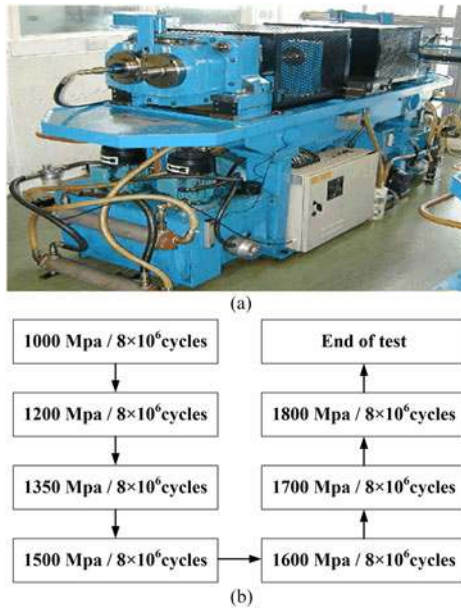 (a)
1000 Mpa / 8×10⁶cycles
1200 Mpa / 8×10⁶cycles
1350 Mpa / 8×10⁶cycles
1500 Mpa / 8×10⁶cycles
1600 Mpa / 8×10⁶cycles
1700 Mpa / 8×10⁶cycles
1800 Mpa / 8×10⁶cycles
End of test
(b)